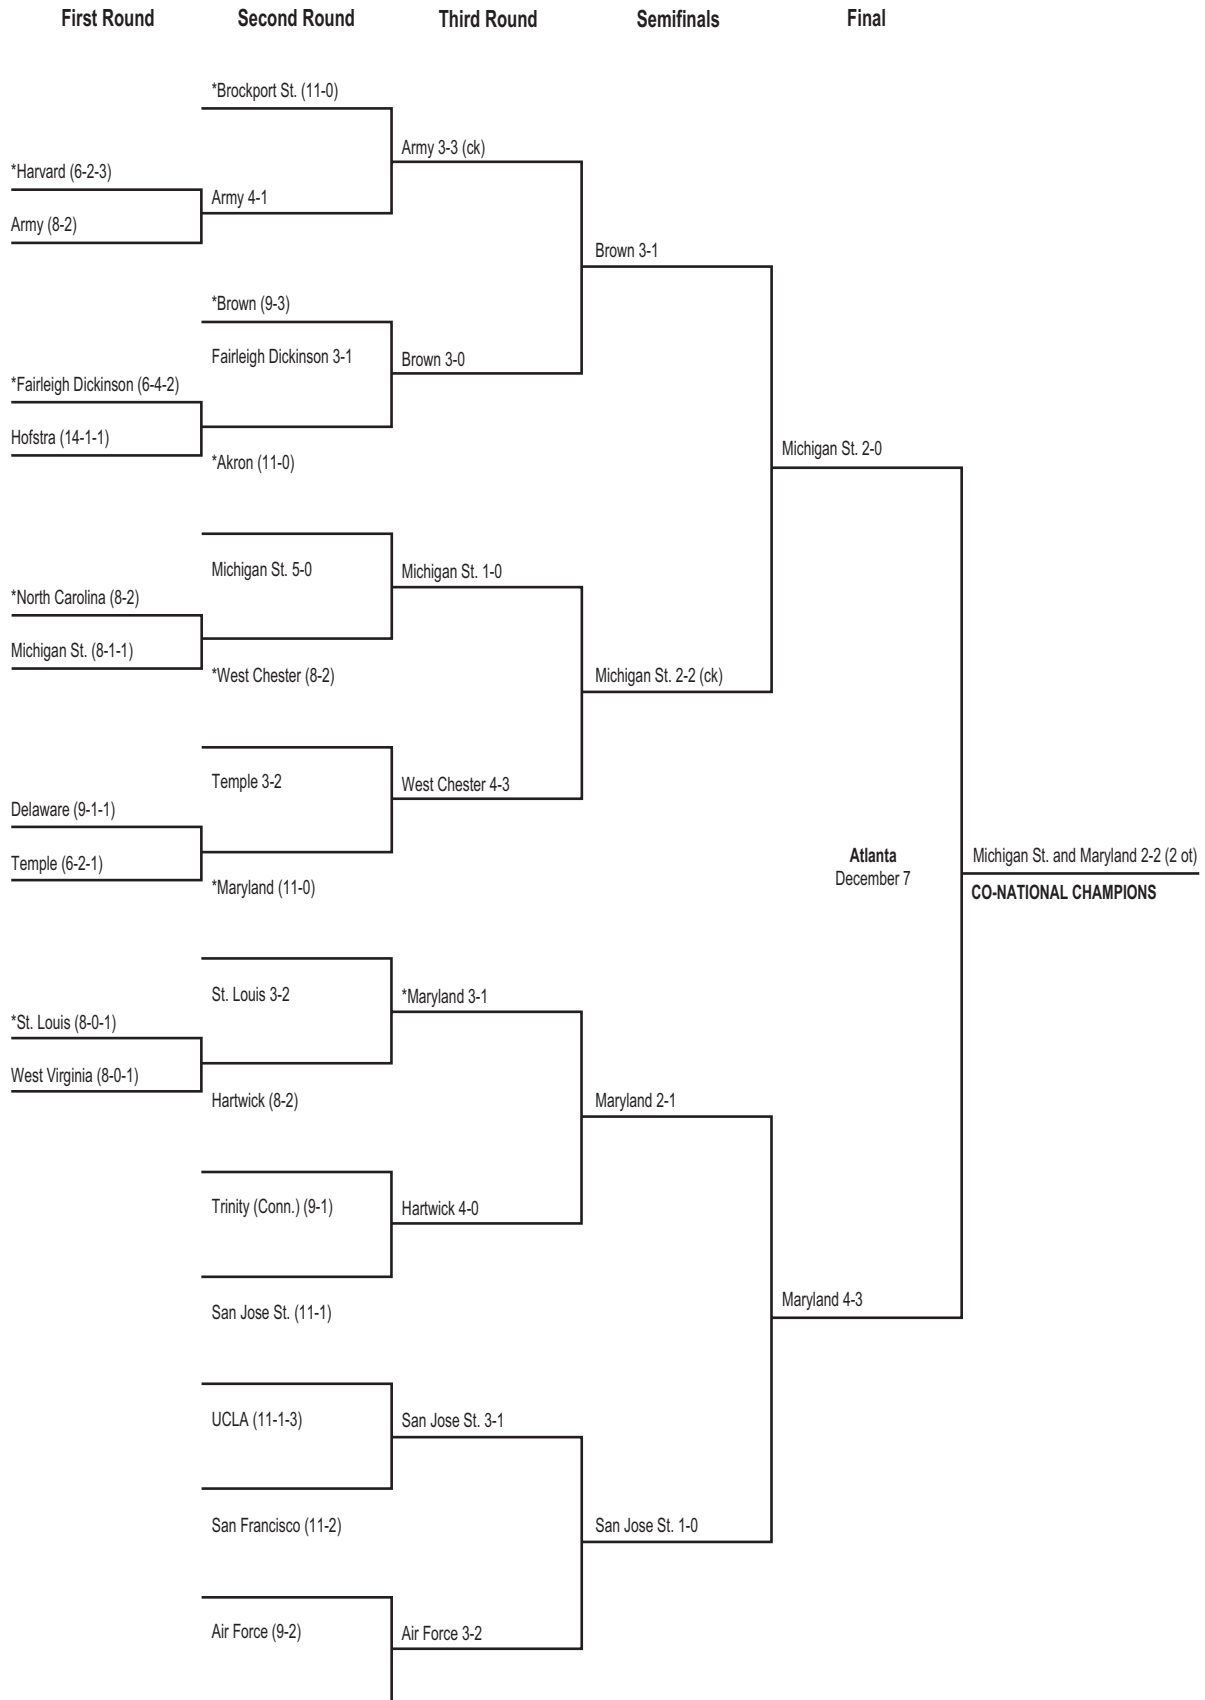 First Round
Second Round
Third Round
Semifinals
Final
*Brockport St. (11-0)
Army 3-3 (ck)
*Harvard (6-2-3)
Army 4-1
Army (8-2)
Brown 3-1
*Brown (9-3)
Fairleigh Dickinson 3-1
Brown 3-0
*Fairleigh Dickinson (6-4-2)
Hofstra (14-1-1)
Michigan St. 2-0
*Akron (11-0)
Michigan St. 5-0
Michigan St. 1-0
*North Carolina (8-2)
Michigan St. (8-1-1)
*West Chester (8-2)
Michigan St. 2-2 (ck)
Temple 3-2
West Chester 4-3
Delaware (9-1-1)
Temple (6-2-1)
Atlanta
December 7
Michigan St. and Maryland 2-2 (2 ot)
CO-NATIONAL CHAMPIONS
*Maryland (11-0)
St. Louis 3-2
*Maryland 3-1
*St. Louis (8-0-1)
West Virginia (8-0-1)
Hartwick (8-2)
Maryland 2-1
Trinity (Conn.) (9-1)
Hartwick 4-0
San Jose St. (11-1)
Maryland 4-3
UCLA (11-1-3)
San Jose St. 3-1
San Francisco (11-2)
San Jose St. 1-0
Air Force (9-2)
Air Force 3-2